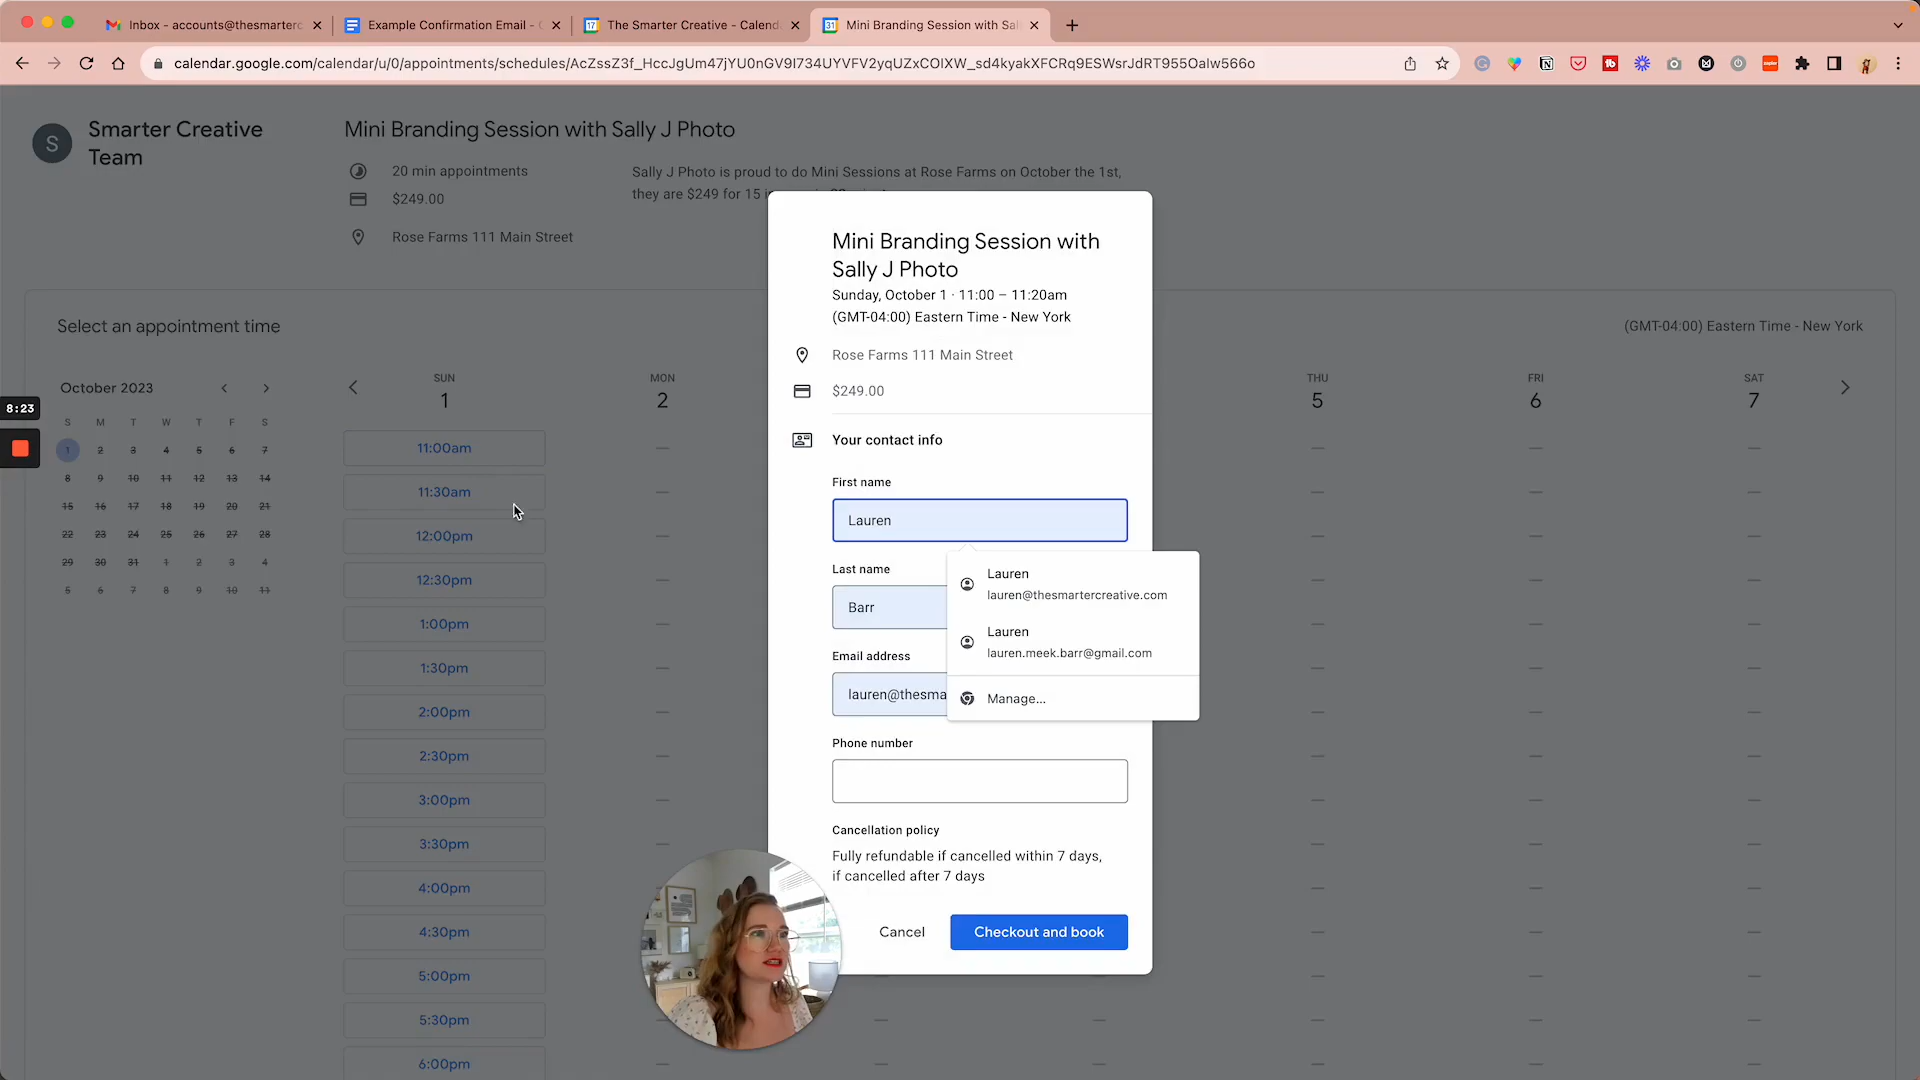 Inbox - accounts@thesmarterc
Example Confirmation Email -
The Smarter Creative - Calend
Mini Branding Session with Sal
calendar.google.com/calendar/u/0/appointments/schedules/AcZssZ3f_HccJgUm47jYU0nGV9I734UYVFV2yqUZxCOlXW_sd4kyakXFCRq9ESWsrJdRT955Oalw566o
S
Smarter Creative
Team
Mini Branding Session with Sally J Photo
20 min appointments
$249.00
Rose Farms 111 Main Street
Sally J Photo is proud to do Mini Sessions at Rose Farms on October the 1st,
they are $249 for 15
Select an appointment time
(GMT-04:00) Eastern Time - New York
October 2023
S M T W T F S
1 2 3 4 5 6 7
8 9 10 11 12 13 14
15 16 17 18 19 20 21
22 23 24 25 26 27 28
29 30 31 1 2 3 4
5 6 7 8 9 10 11
8:23
SUN
1
MON
2
THU
5
FRI
6
SAT
7
11:00am
11:30am
12:00pm
12:30pm
1:00pm
1:30pm
2:00pm
2:30pm
3:00pm
3:30pm
4:00pm
4:30pm
5:00pm
5:30pm
6:00pm
Mini Branding Session with
Sally J Photo
Sunday, October 1 · 11:00 – 11:20am
(GMT-04:00) Eastern Time - New York
Rose Farms 111 Main Street
$249.00
Your contact info
First name
Lauren
Last name
Barr
Email address
lauren@thesma
Lauren
lauren@thesmartercreative.com
Lauren
lauren.meek.barr@gmail.com
Manage...
Phone number
Cancellation policy
Fully refundable if cancelled within 7 days,
if cancelled after 7 days
Cancel
Checkout and book